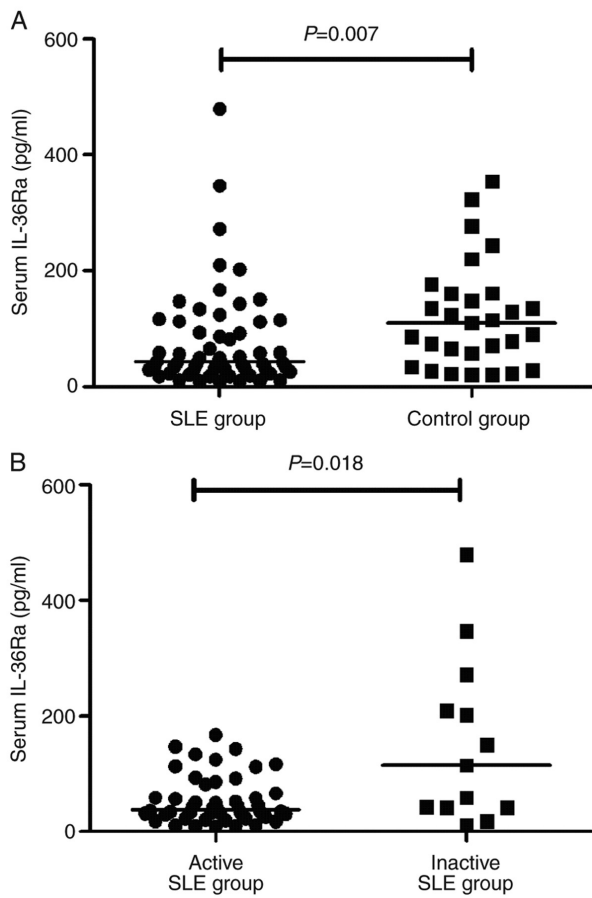 A
P=0.007
Serum IL-36Ra (pg/ml)
600
400
200
0
SLE group
Control group
B
P=0.018
Serum IL-36Ra (pg/ml)
600
400
200
0
Active
SLE group
Inactive
SLE group